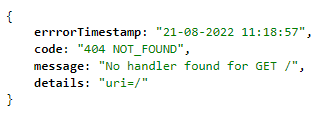 {
errrorTimestamp: "21-08-2022 11:18:57",
code: "404 NOT_FOUND",
message: "No handler found for GET /",
details: "uri=/"
}